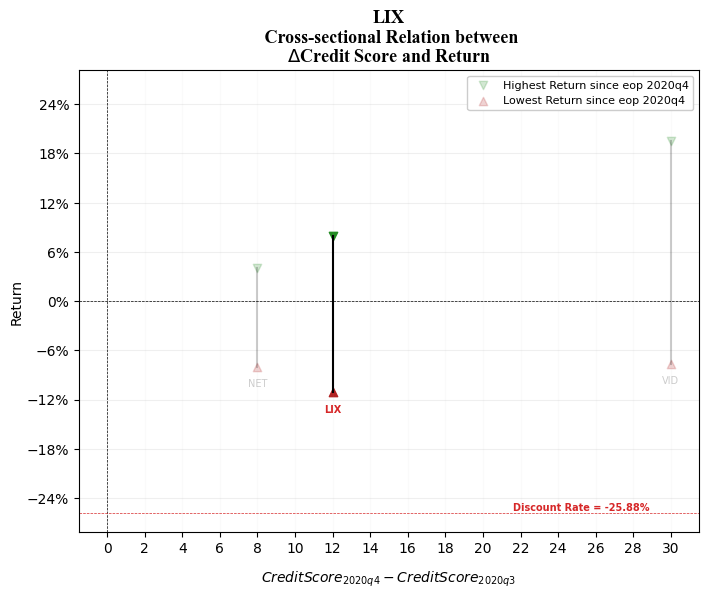 LIX
Cross-sectional Relation between
ΔCredit Score and Return
Highest Return since eop 2020q4
Lowest Return since eop 2020q4
24%
18%
12%
6%
0%
−6%
−12%
−18%
−24%
Return
NET
LIX
VID
Discount Rate = -25.88%
0 2 4 6 8 10 12 14 16 18 20 22 24 26 28 30
CreditScore2020q4 − CreditScore2020q3